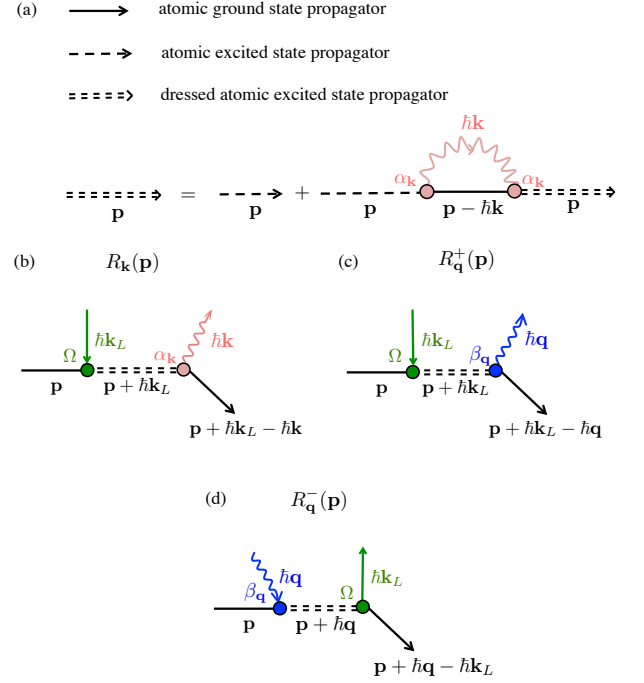 (a) atomic ground state propagator
atomic excited state propagator
dressed atomic excited state propagator
ħk
α_k α_k
= +
p p p p − ħk p
(b) R_k(p) (c) R_q^+(p)
ħk_L ħk ħk_L ħq
Ω α_k Ω β_q
p p + ħk_L p p + ħk_L
p + ħk_L − ħk p + ħk_L − ħq
(d) R_q^−(p)
β_q ħq Ω ħk_L
p p + ħq
p + ħq − ħk_L